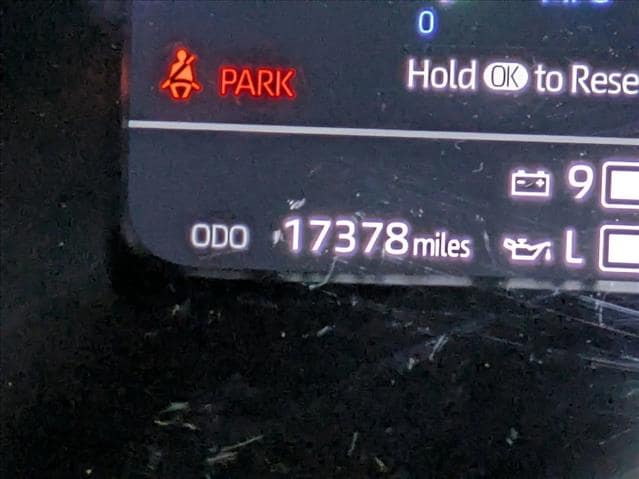 0
PARK
Hold OK to Rese
9
ODO 17378 miles
L